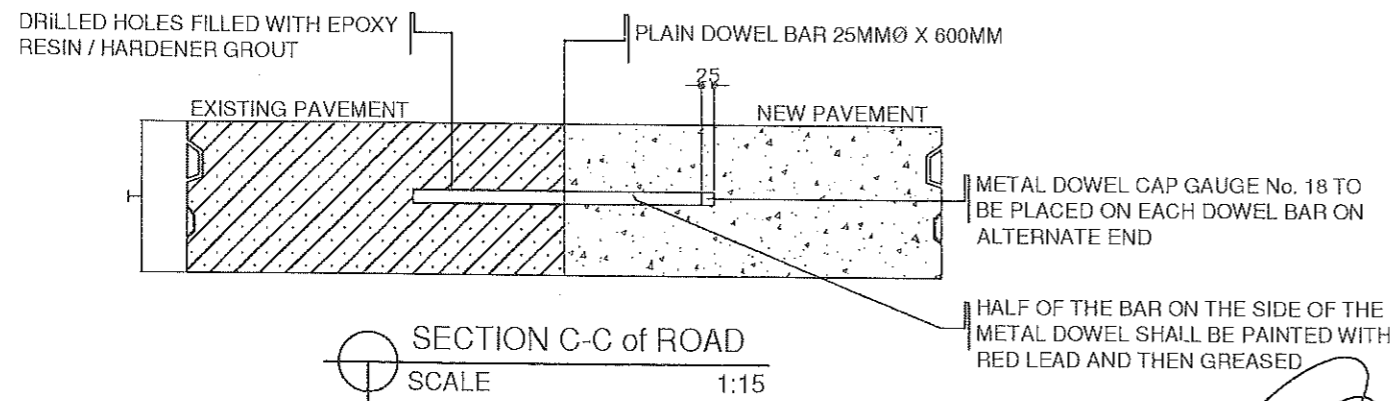 DRILLED HOLES FILLED WITH EPOXY
RESIN / HARDENER GROUT
PLAIN DOWEL BAR 25MMØ X 600MM
25
EXISTING PAVEMENT
NEW PAVEMENT
T
METAL DOWEL CAP GAUGE No. 18 TO
BE PLACED ON EACH DOWEL BAR ON
ALTERNATE END
HALF OF THE BAR ON THE SIDE OF THE
METAL DOWEL SHALL BE PAINTED WITH
RED LEAD AND THEN GREASED
SECTION C-C of ROAD
SCALE 1:15